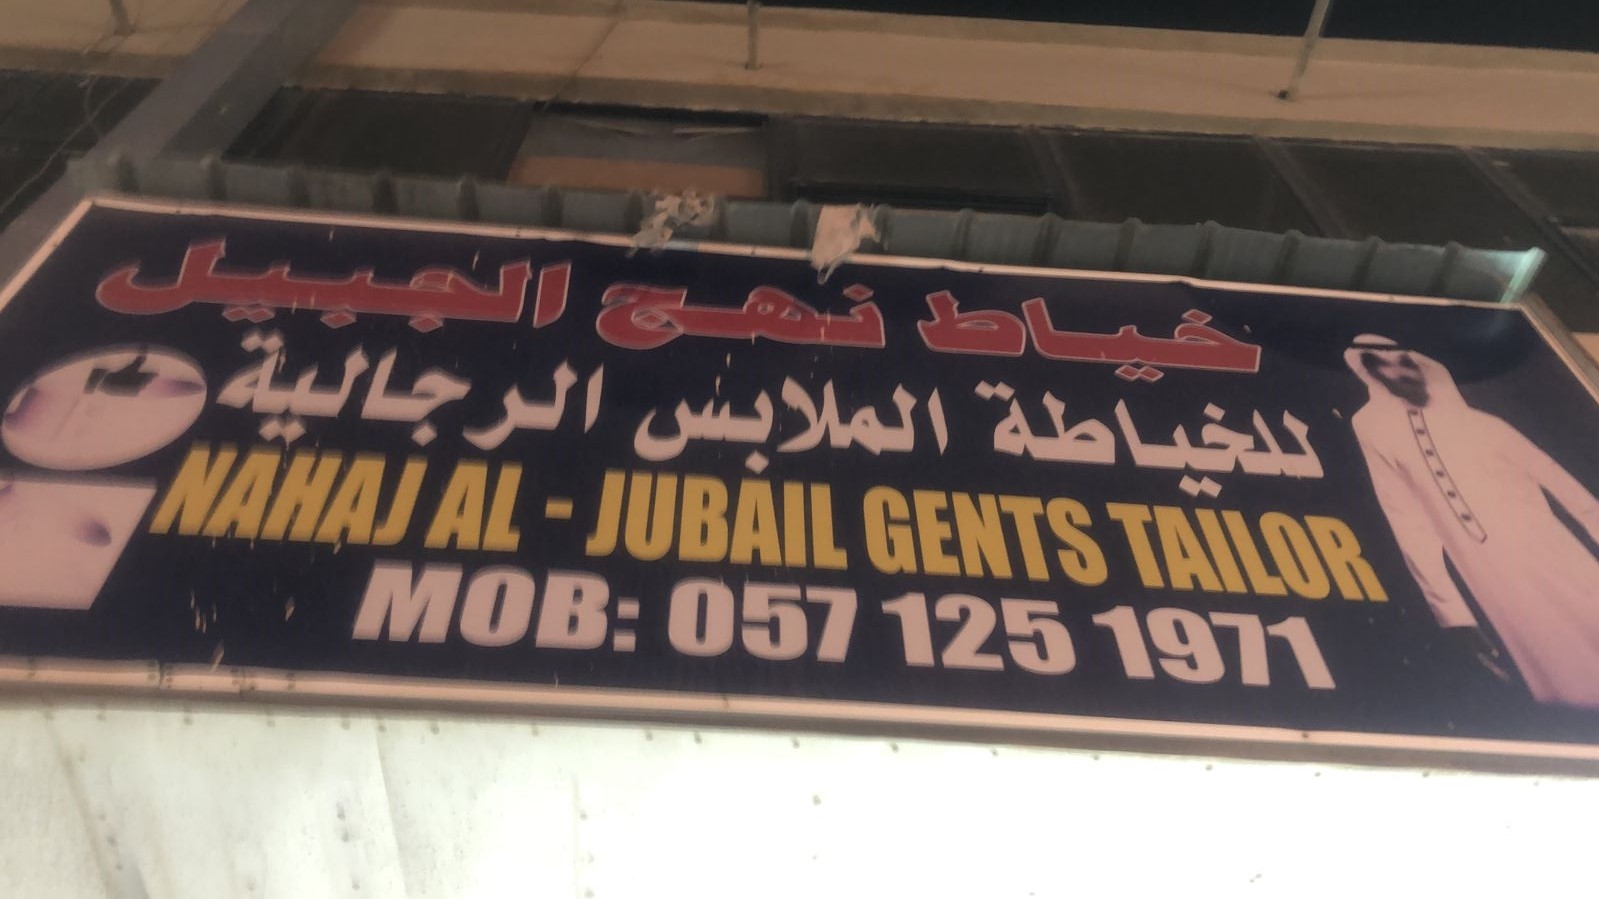 خياط نهج الجبيل
للخياطة الملابس الرجالية
NAHAJ AL - JUBAIL GENTS TAILOR
MOB: 057 125 1971